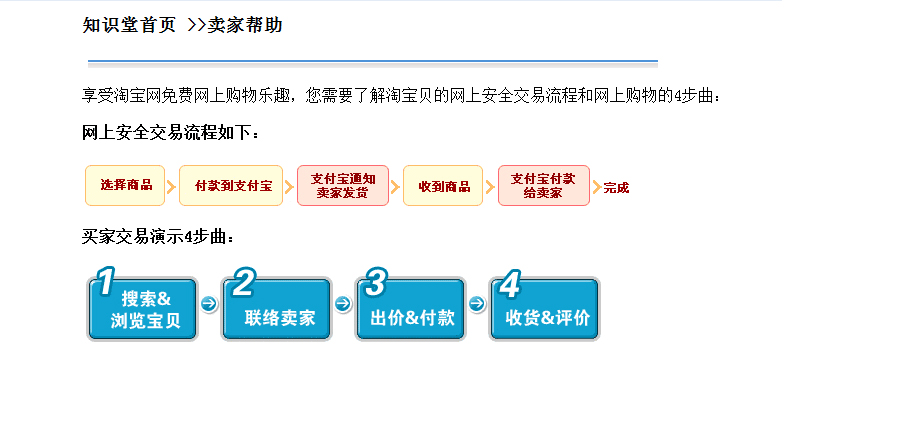 知识堂首页 >>卖家帮助
享受淘宝网免费网上购物乐趣，您需要了解淘宝贝的网上安全交易流程和网上购物的4步曲：
网上安全交易流程如下：
选择商品 付款到支付宝 支付宝通知 卖家发货 收到商品 支付宝付款 给卖家 完成
买家交易演示4步曲：
1 搜索& 浏览宝贝 2 联络卖家 3 出价&付款 4 收货&评价